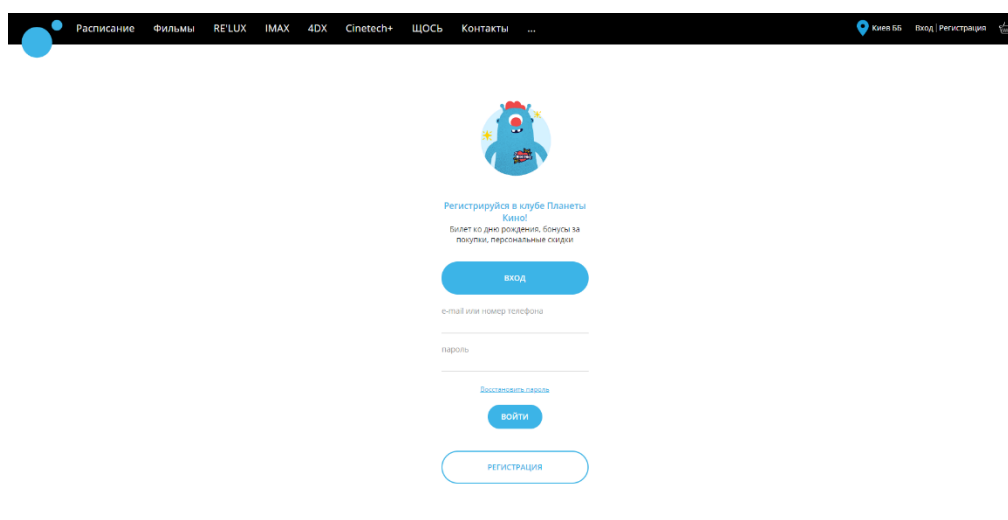 Расписание Фильмы RE'LUX IMAX 4DX Cinetech+ ЩОСЬ Контакты ... Киев ББ Вход | Регистрация
Регистрируйся в клубе Планеты
Кино!
Билет ко дню рождения, бонусы за
покупки, персональные скидки
ВХОД
e-mail или номер телефона
пароль
Восстановить пароль
ВОЙТИ
РЕГИСТРАЦИЯ